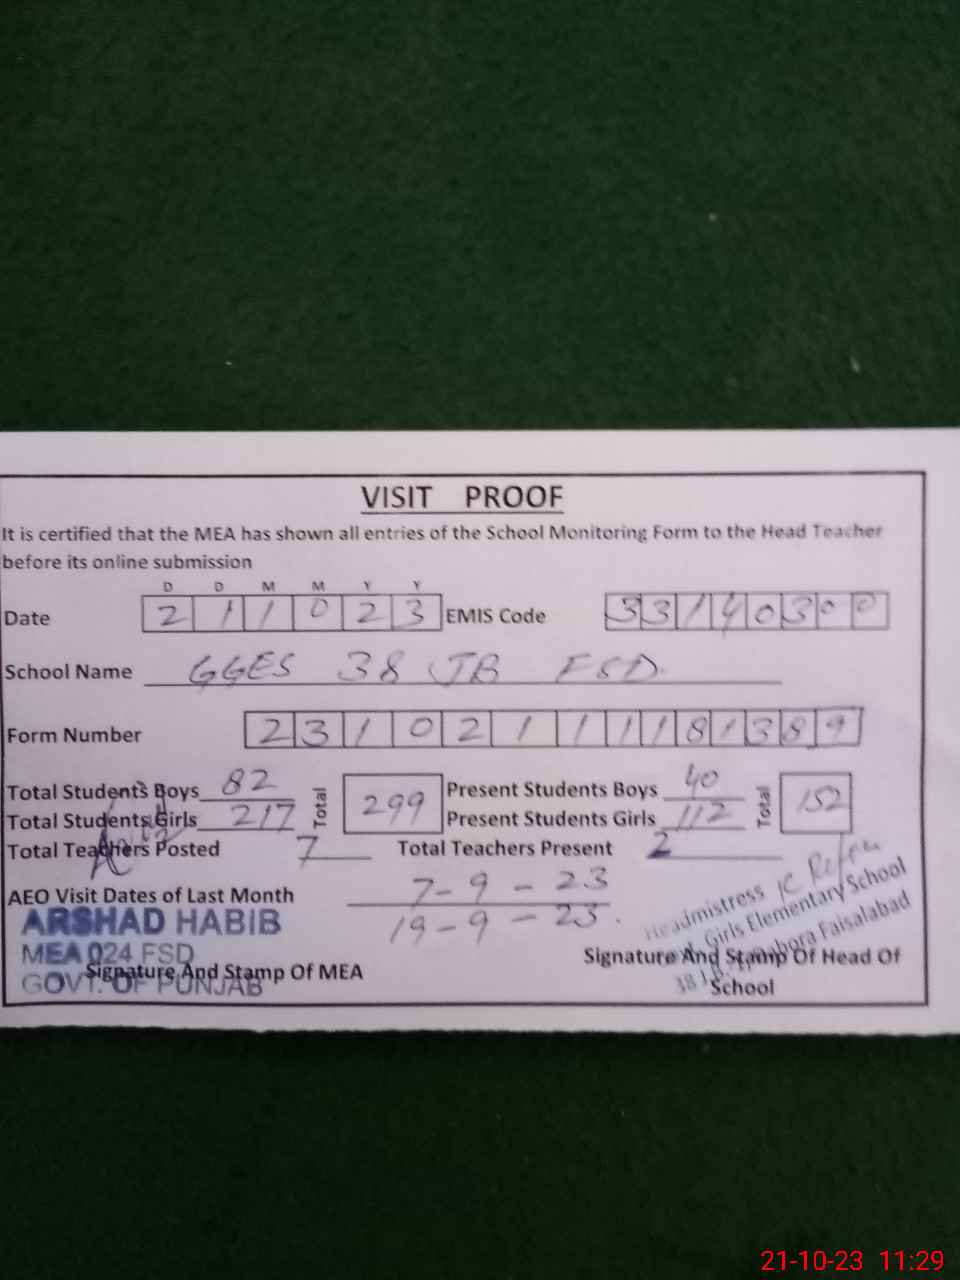 VISIT PROOF
It is certified that the MEA has shown all entries of the School Monitoring Form to the Head Teacher
before its online submission
D D M M Y Y
Date 2 1 1 0 2 3 EMIS Code 3 3 1 4 0 3 0 0
School Name GGES 38 JB FSD
Form Number 2 3 1 0 2 1 1 1 1 8 1 3 8 9
Total Students Boys 82 Total 299 Present Students Boys 40 Total 152
Total Students Girls 217 Present Students Girls 112
Total Teachers Posted 7 Total Teachers Present 2
AEO Visit Dates of Last Month 7-9-23
19-9-23.
ARSHAD HABIB
MEA 024 FSD
GOVT. OF PUNJAB
Signature And Stamp Of MEA
Headmistress
Girls Elementary School
Faisalabad
Signature And Stamp Of Head Of
School
21-10-23 11:29